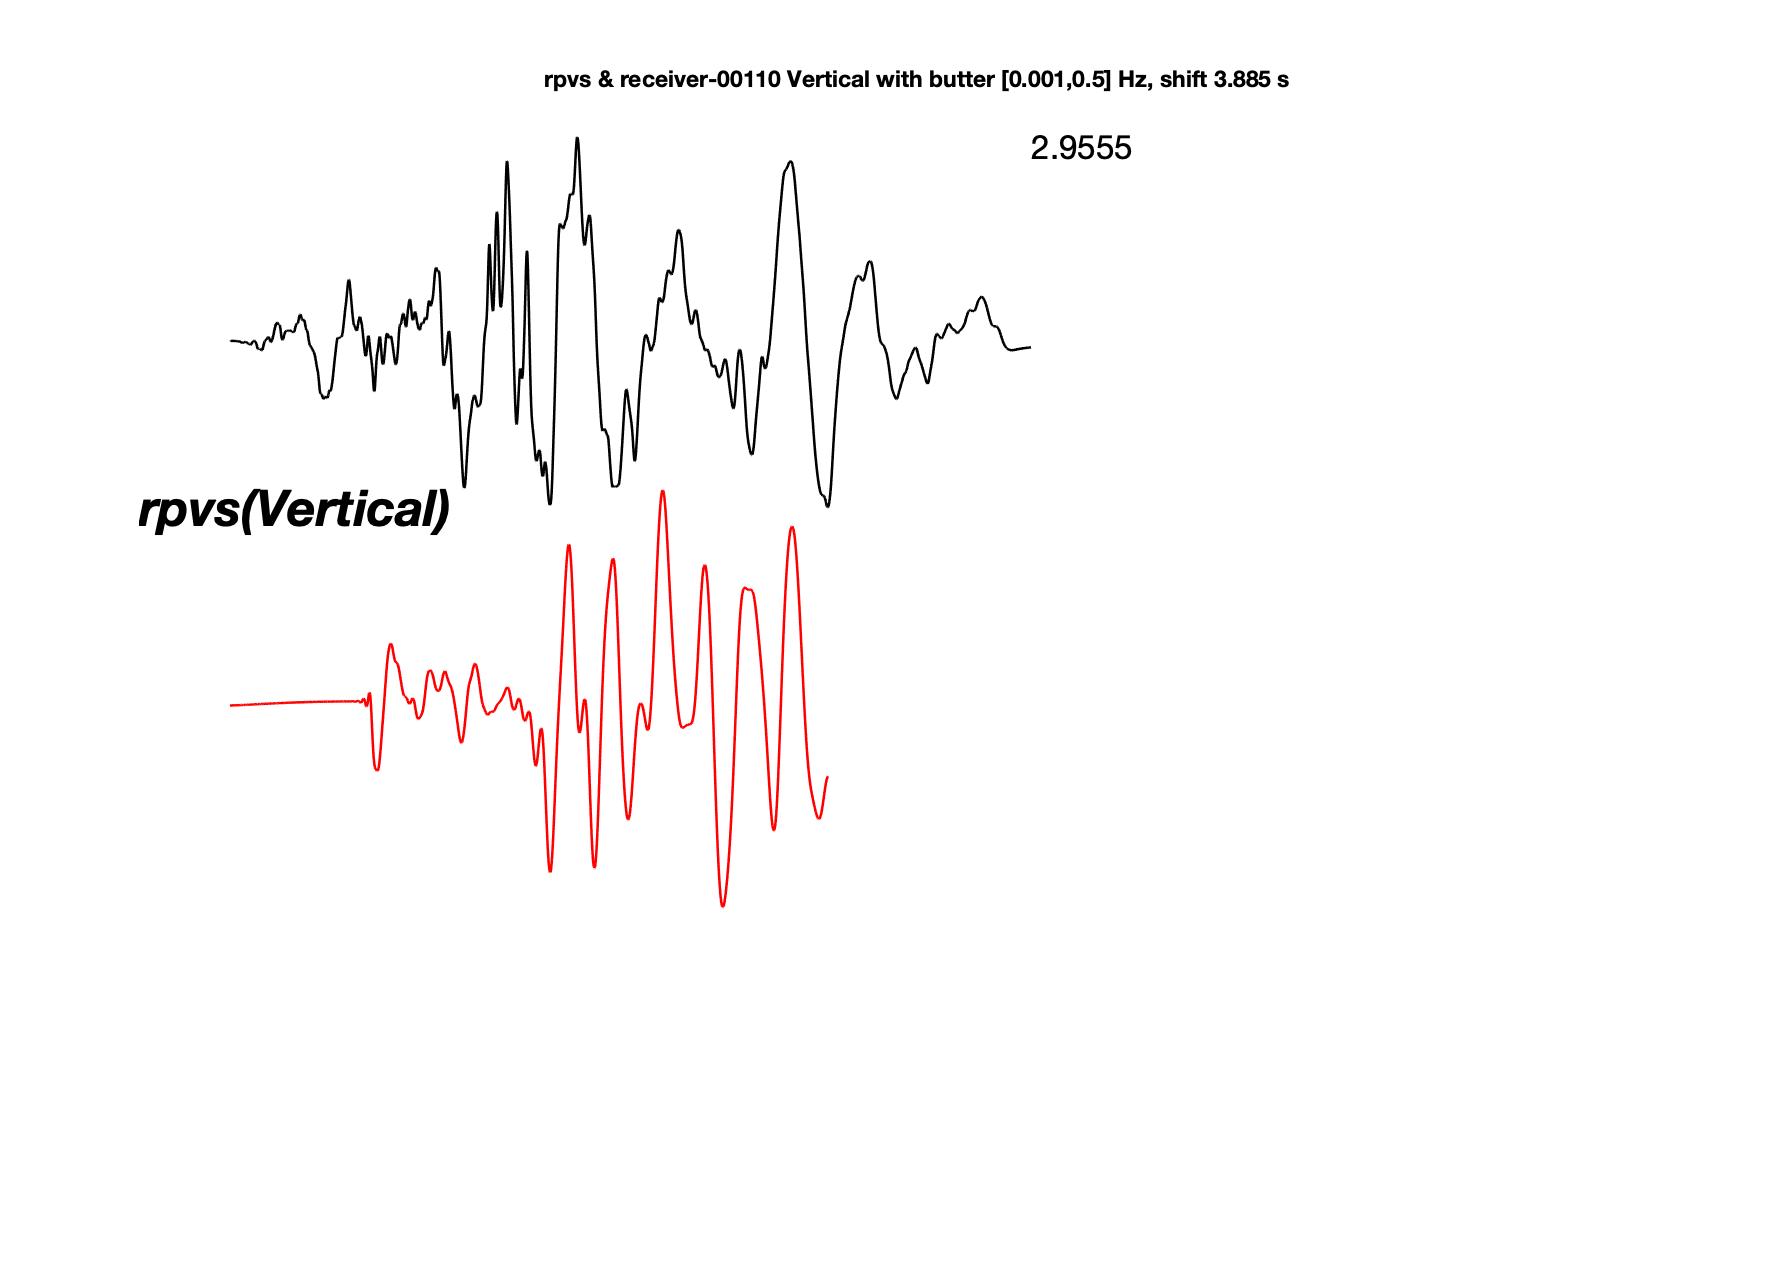 rpvs & receiver-00110 Vertical with butter [0.001,0.5] Hz, shift 3.885 s
2.9555
rpvs(Vertical)